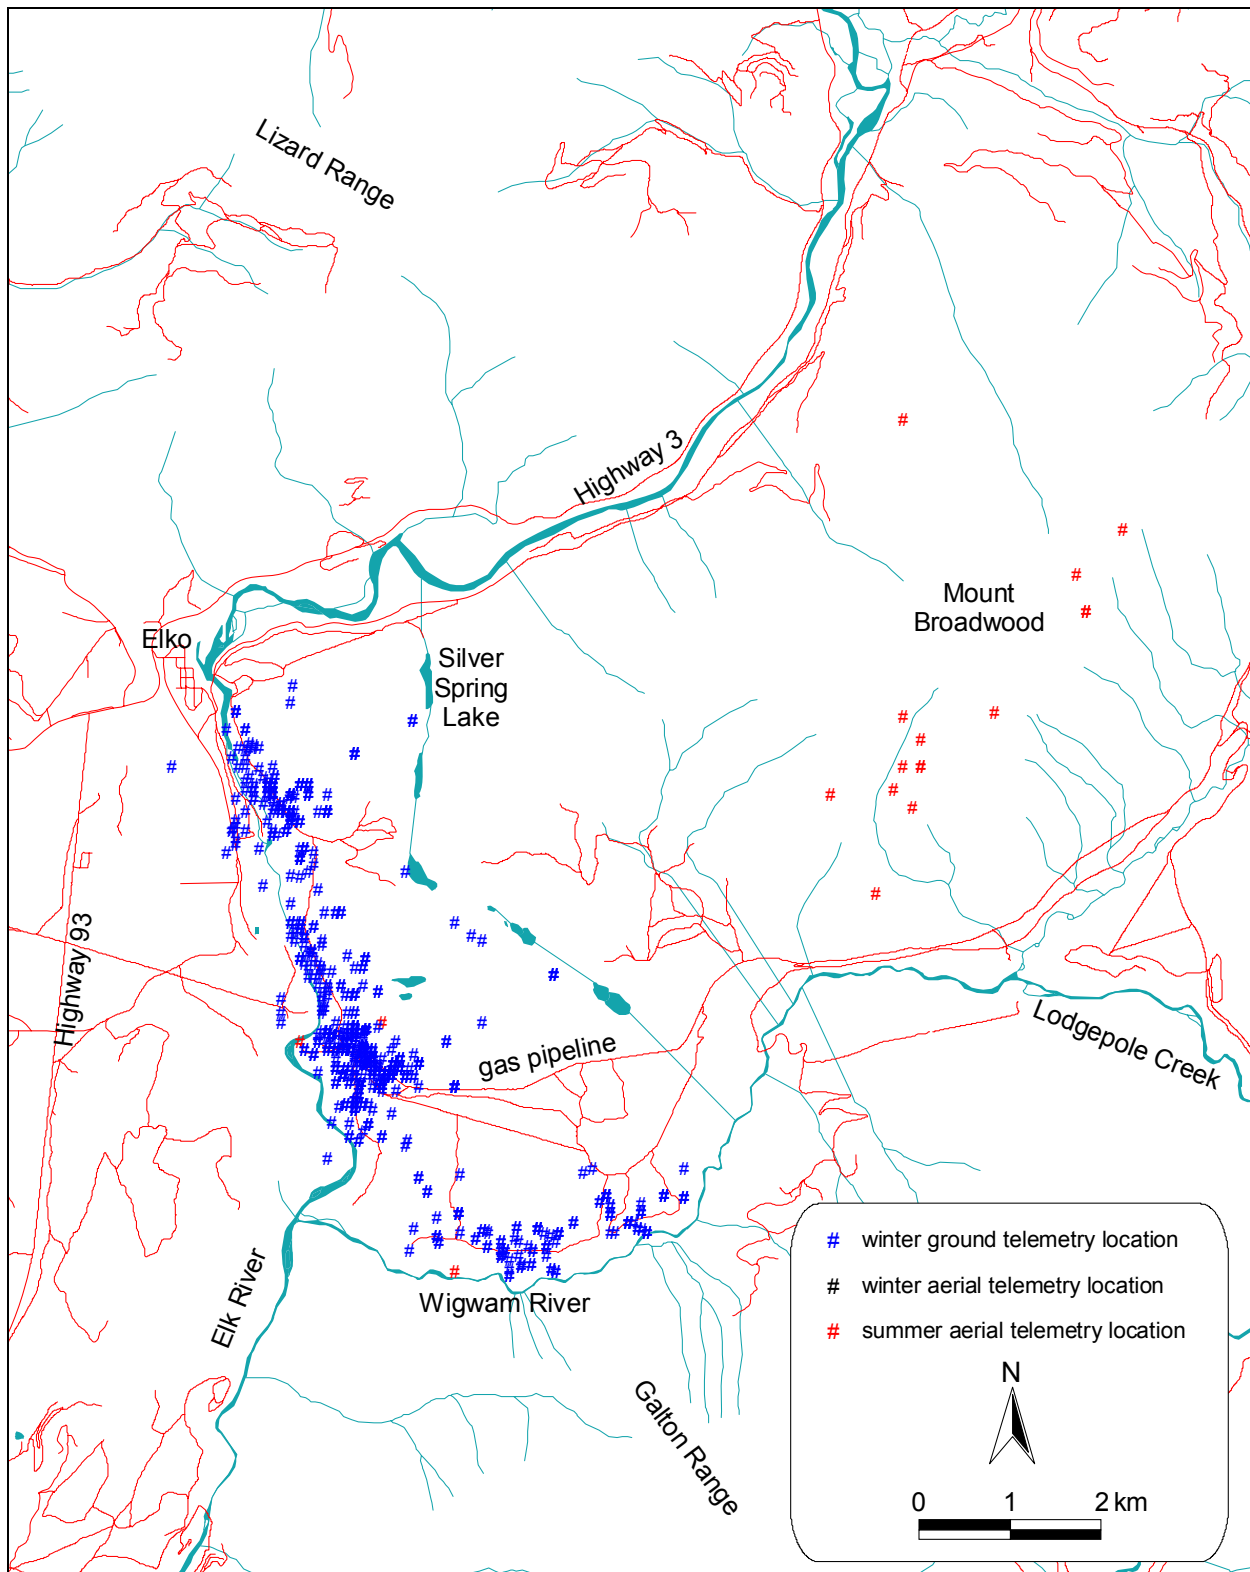 Lizard Range
Highway 3
Mount
Broadwood
Elko
Silver
Spring
Lake
Highway 93
gas pipeline
Lodgepole Creek
Elk River
Wigwam River
Galton Range
# winter ground telemetry location
# winter aerial telemetry location
# summer aerial telemetry location
N
0 1 2 km